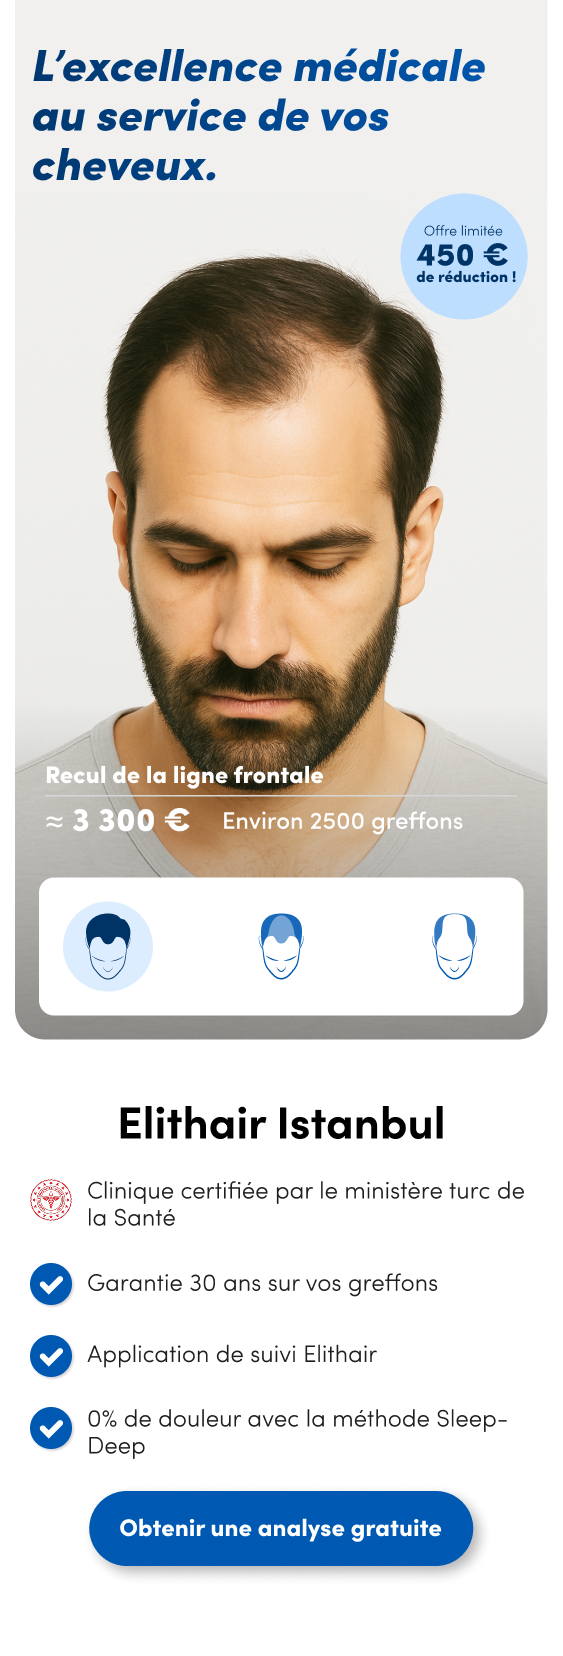 L’excellence médicale
au service de vos
cheveux.
Offre limitée
450 €
de réduction !
Recul de la ligne frontale
≈ 3 300 € Environ 2500 greffons
Elithair Istanbul
Clinique certifiée par le ministère turc de
la Santé
Garantie 30 ans sur vos greffons
Application de suivi Elithair
0% de douleur avec la méthode Sleep-
Deep
Obtenir une analyse gratuite